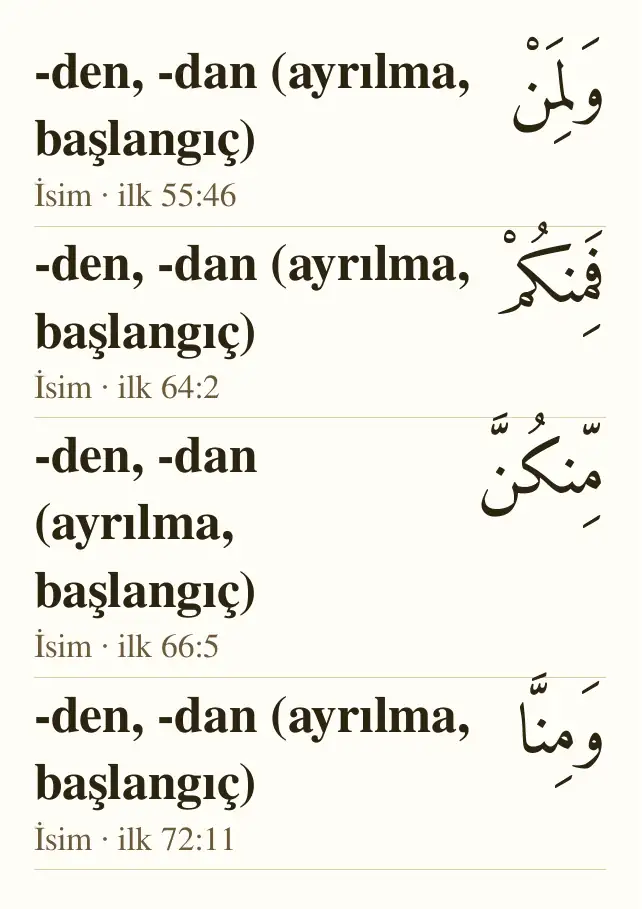 -den, -dan (ayrılma, وَلِمَنْ
başlangıç)
İsim · ilk 55:46
-den, -dan (ayrılma, فَمِنكُمْ
başlangıç)
İsim · ilk 64:2
-den, -dan مِّنكُنَّ
(ayrılma,
başlangıç)
İsim · ilk 66:5
-den, -dan (ayrılma, وَمِنَّا
başlangıç)
İsim · ilk 72:11